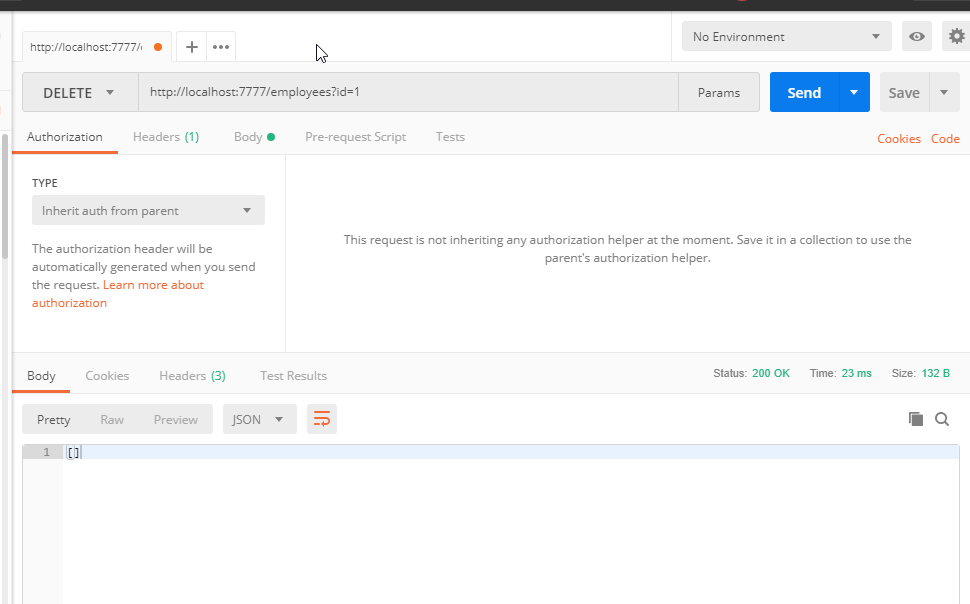 http://localhost:7777/
No Environment
DELETE
http://localhost:7777/employees?id=1
Params
Send
Save
Authorization
Headers (1)
Body
Pre-request Script
Tests
Cookies
Code
TYPE
Inherit auth from parent
The authorization header will be
automatically generated when you send
the request. Learn more about
authorization
This request is not inheriting any authorization helper at the moment. Save it in a collection to use the
parent's authorization helper.
Body
Cookies
Headers (3)
Test Results
Status: 200 OK
Time: 23 ms
Size: 132 B
Pretty
Raw
Preview
JSON
1
[]